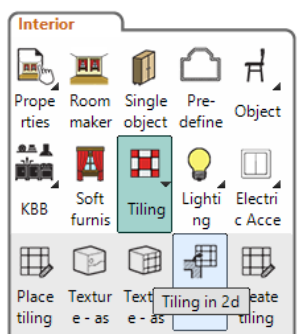 Interior
Prope
rties
Room
maker
Single
object
Pre-
define
Object
KBB
Soft
furnis
Tiling
Lighti
ng
Electri
c Acce
Place
tiling
Textur
e - as
Text
e - as
Tiling in 2d
eate
tiling